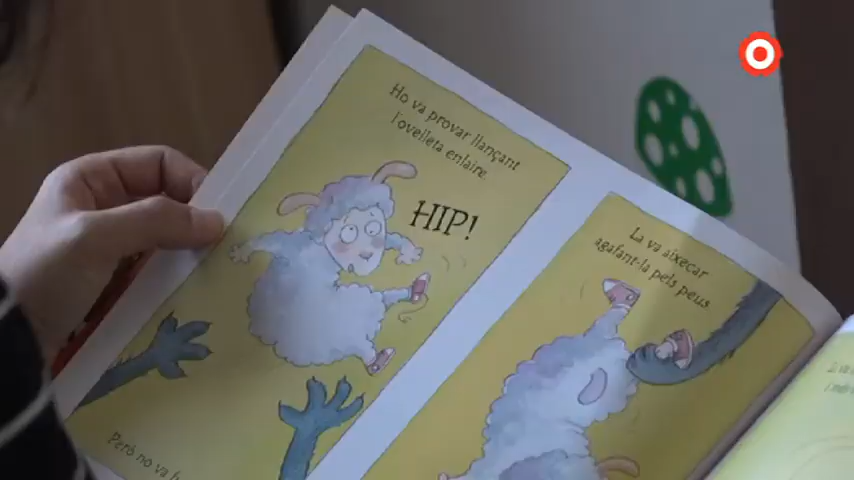 Ho va provar llançant
l'ovelleta enlaire.
HIP!
Però no va
La va aixecar
agafant-la pels peus